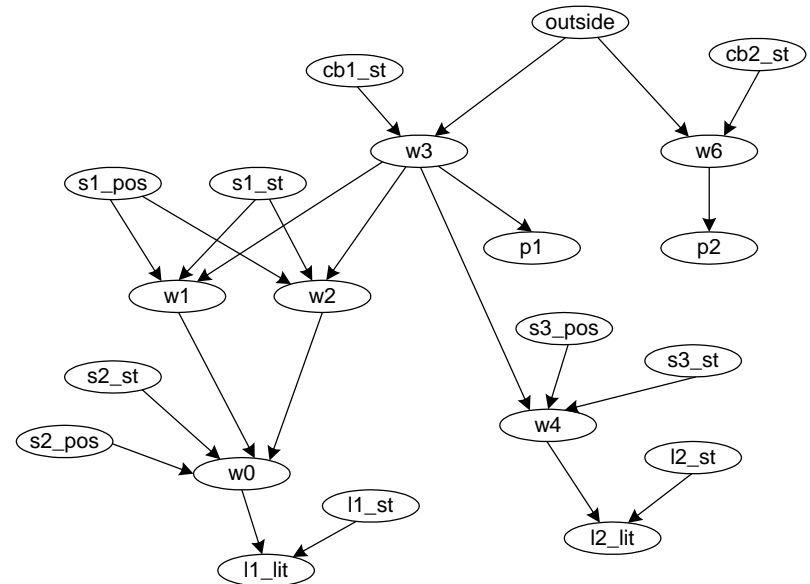 outside
cb1_st
cb2_st
w3
w6
s1_pos
s1_st
p1
p2
w1
w2
s3_pos
s3_st
s2_st
w4
s2_pos
w0
l2_st
l1_st
l2_lit
l1_lit